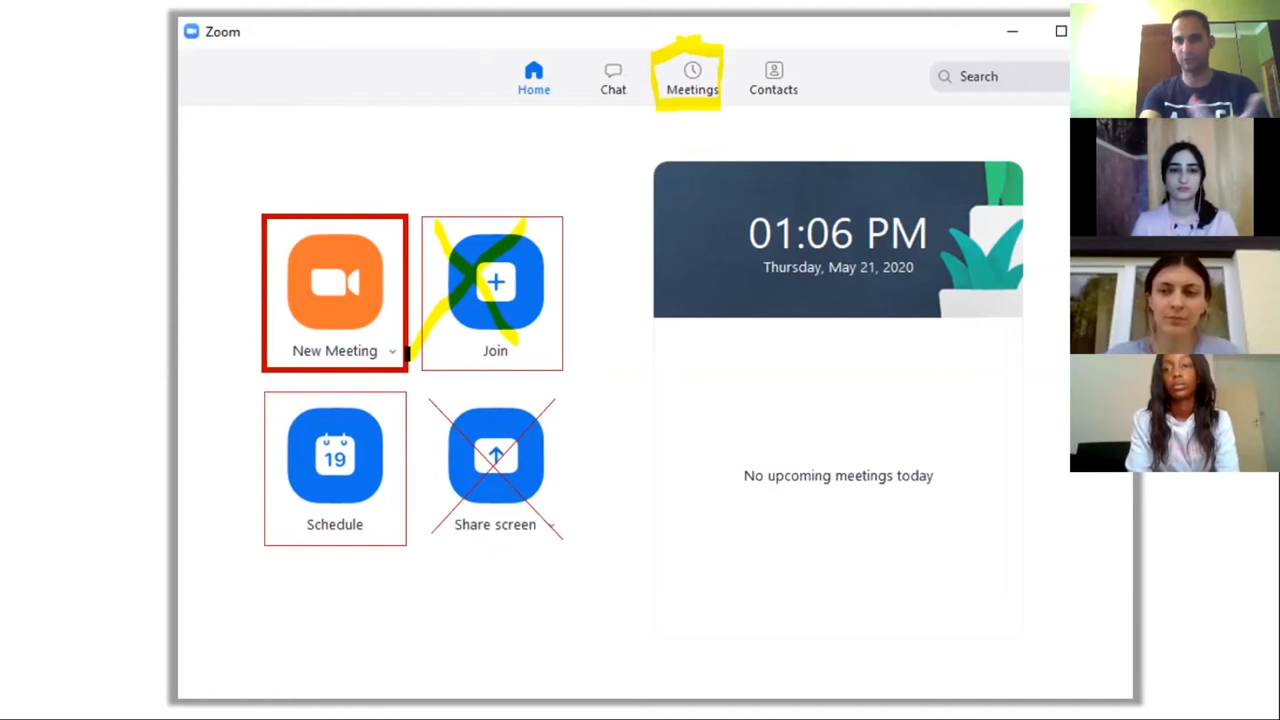 Zoom
Home
Chat
Meetings
Contacts
Search
New Meeting
Join
19
Schedule
Share screen
01:06 PM
Thursday, May 21, 2020
No upcoming meetings today